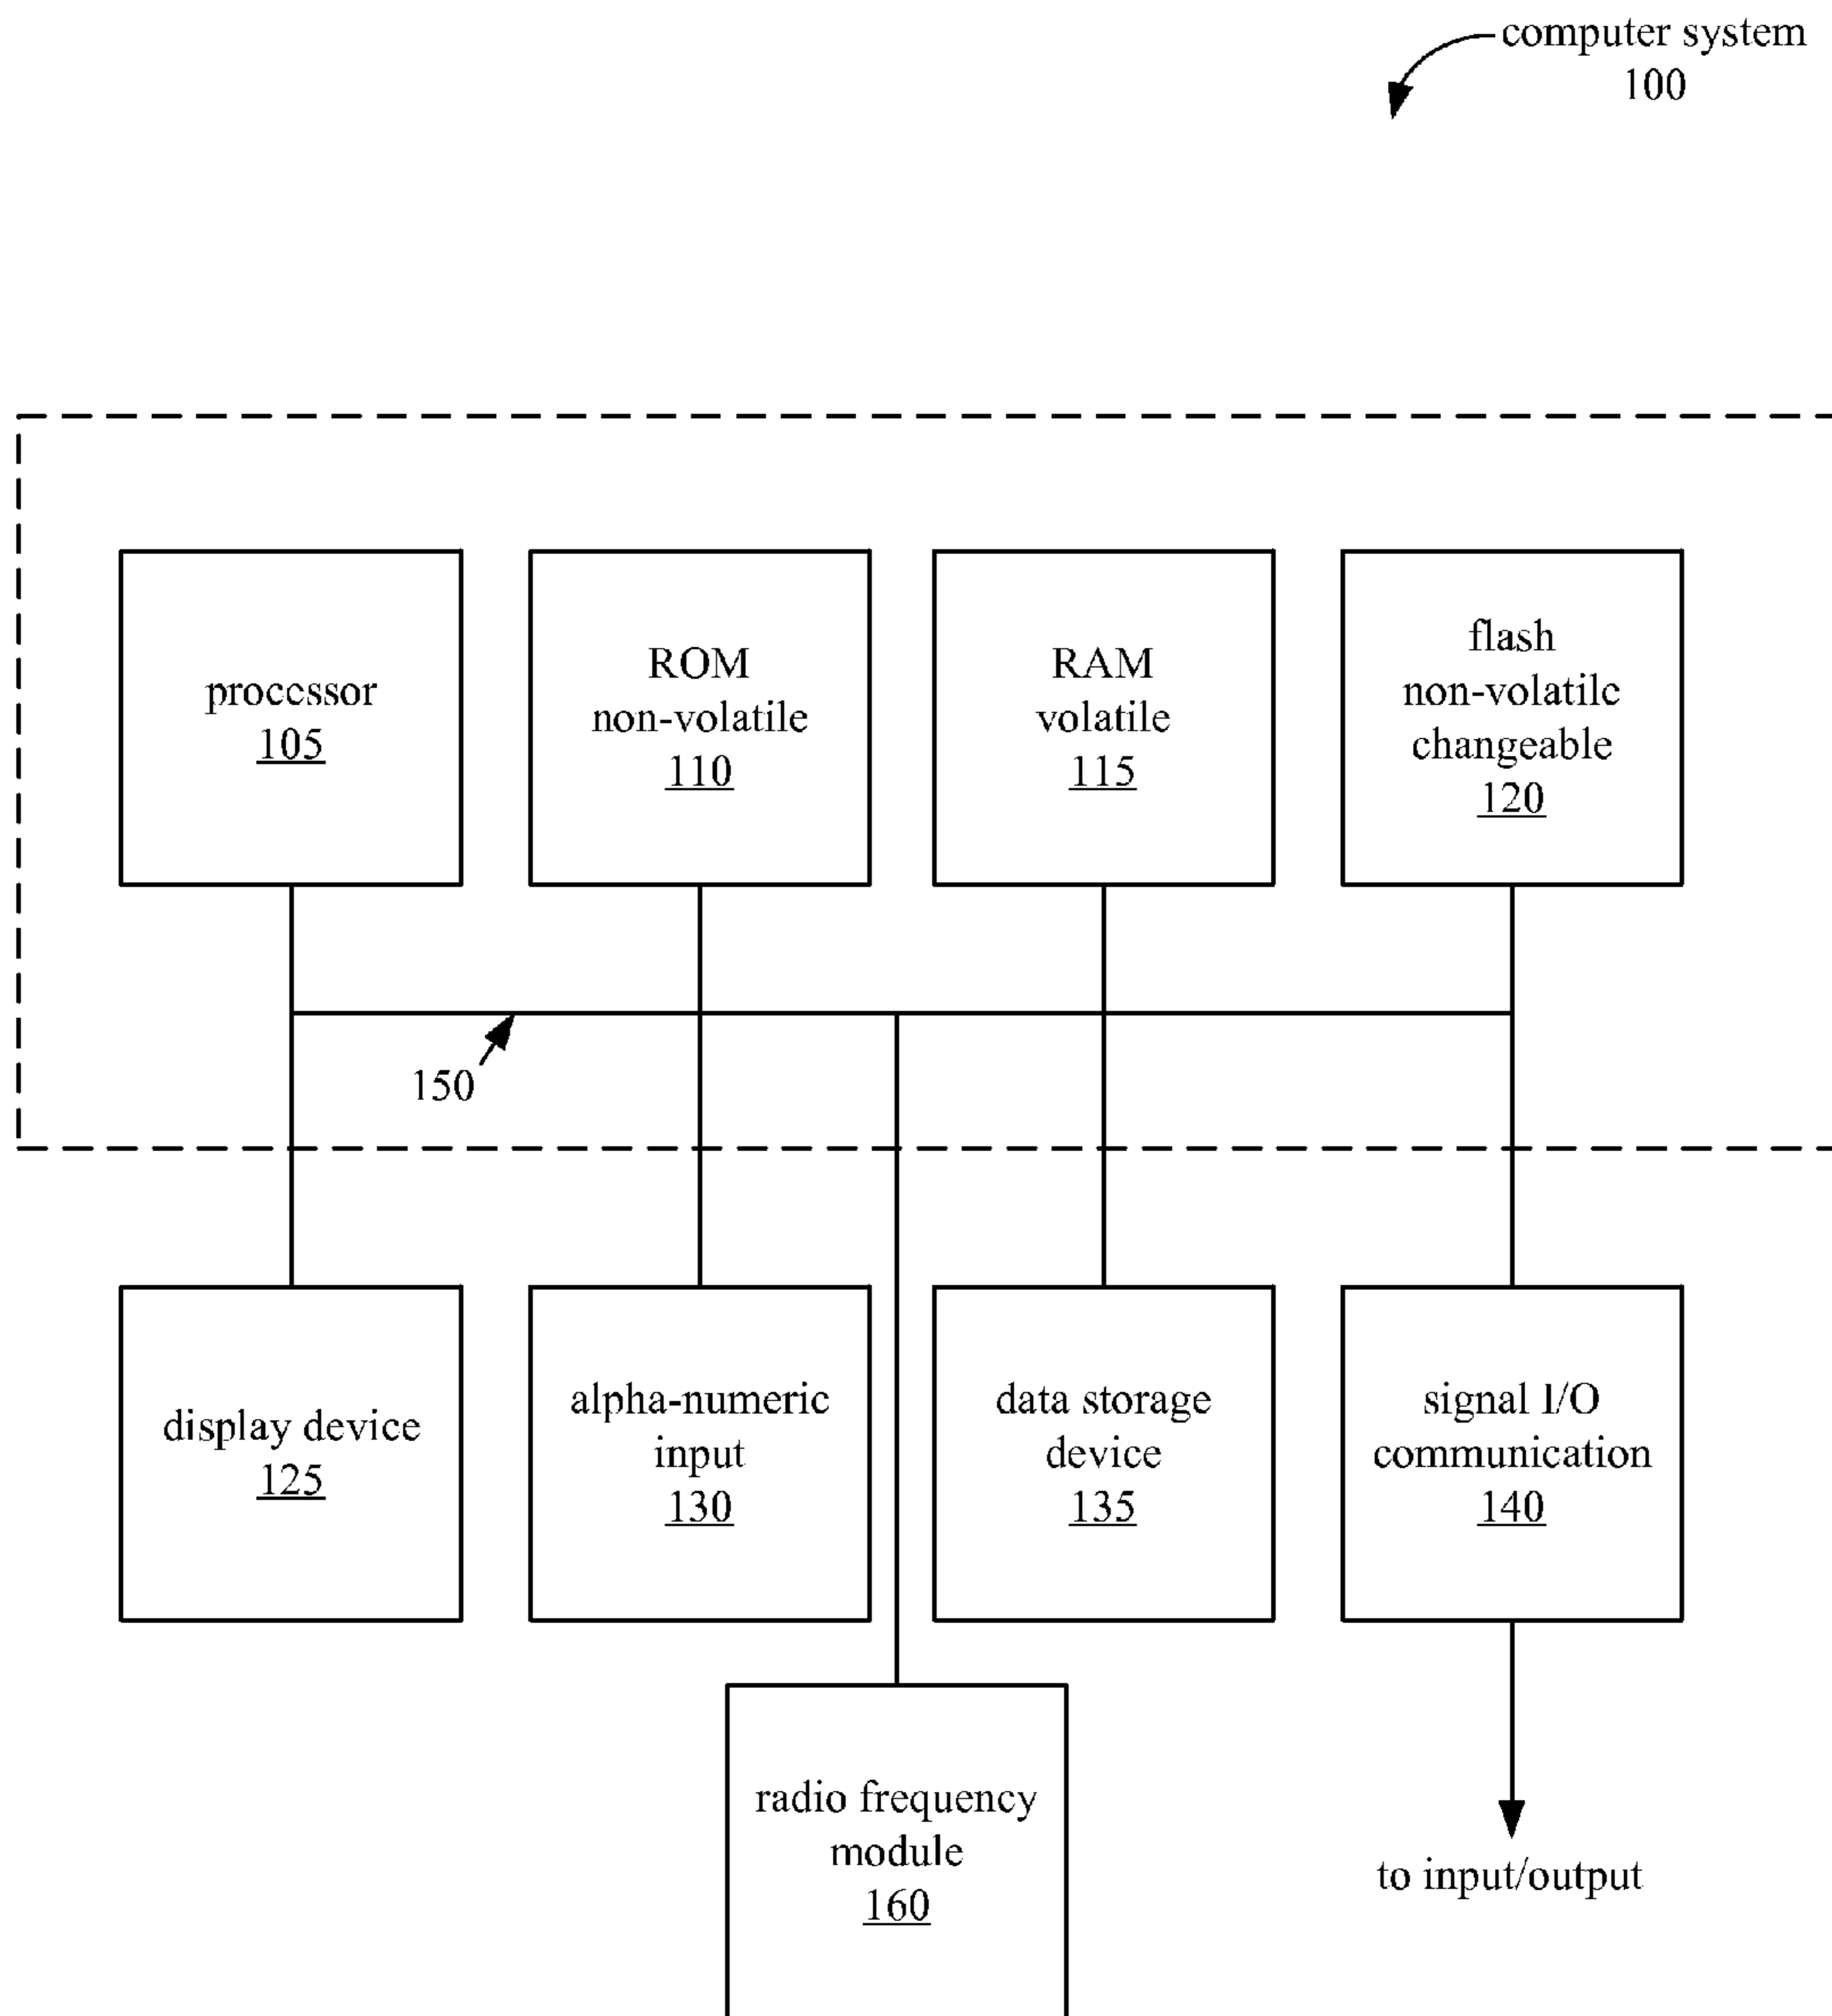 computer system
100
processor
105
ROM
non-volatile
110
RAM
volatile
115
flash
non-volatile
changeable
120
150
display device
125
alpha-numeric
input
130
data storage
device
135
signal I/O
communication
140
radio frequency
module
160
to input/output